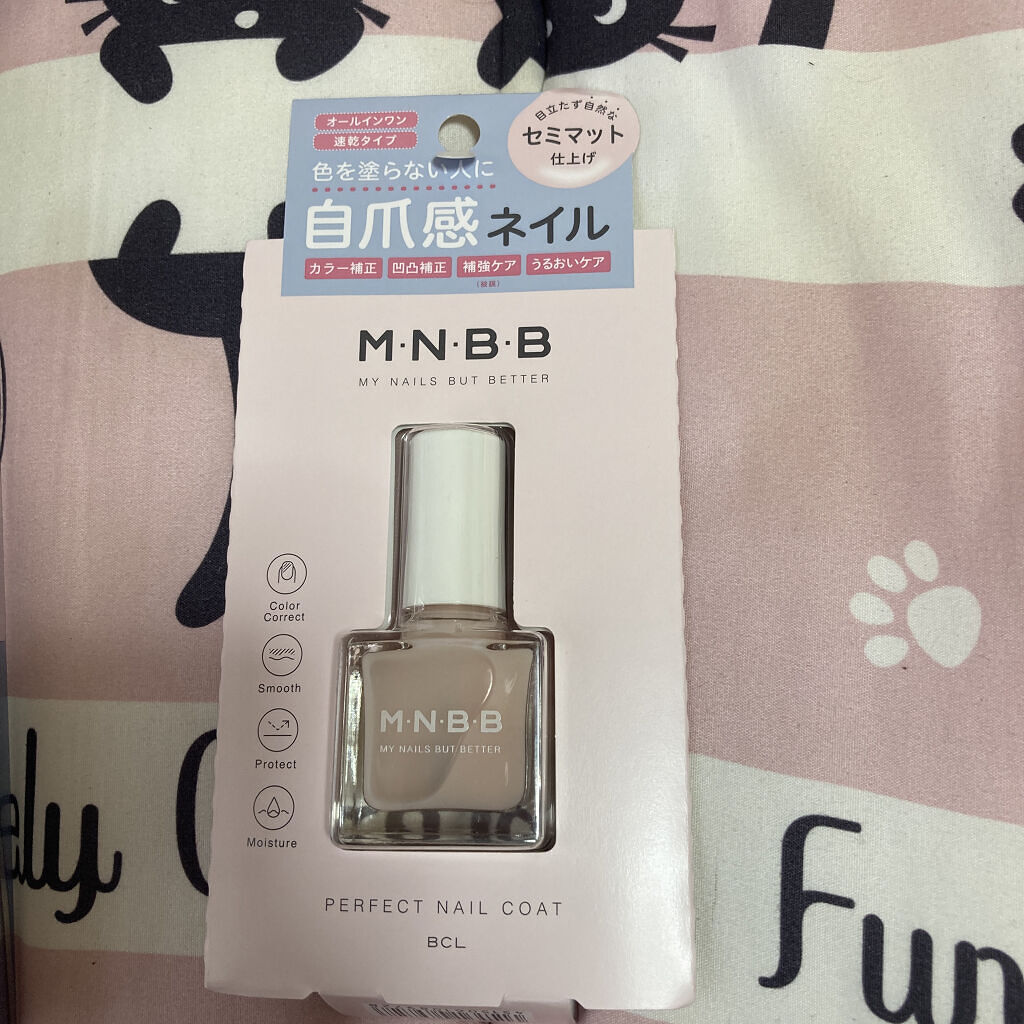 オールインワン
速乾タイプ
目立たず自然な
セミマット
仕上げ
色を塗らない人に
自爪感ネイル
カラー補正 凹凸補正 補強ケア うるおいケア
(被膜)
M·N·B·B
MY NAILS BUT BETTER
Color
Correct
Smooth
Protect
Moisture
M·N·B·B
MY NAILS BUT BETTER
PERFECT NAIL COAT
BCL
ely
Fun